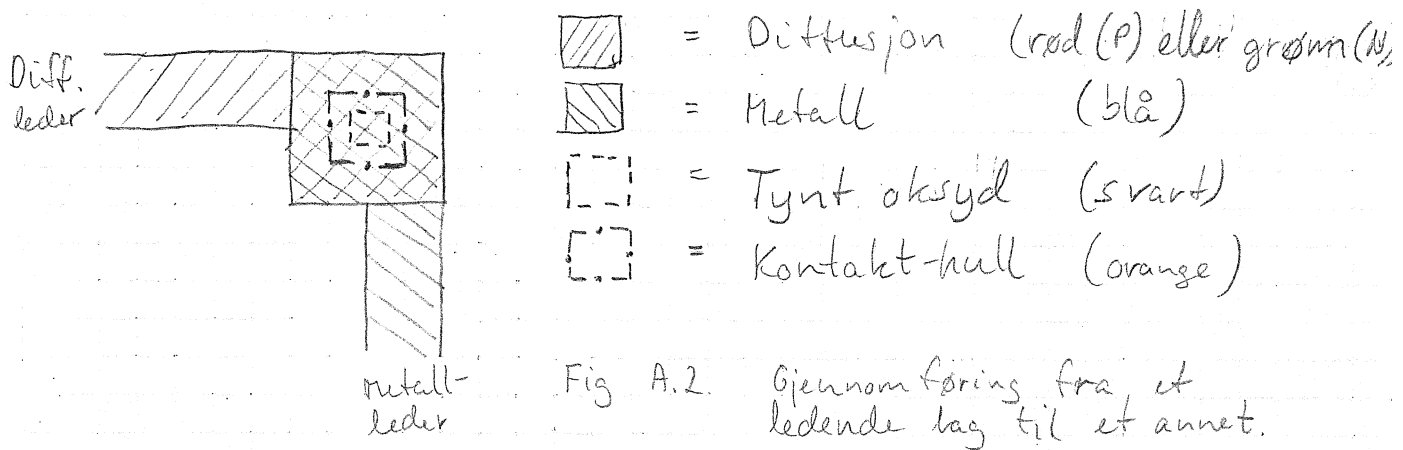 Diff.
leder
= Diffusjon (rød (P) eller grønn (N)
= Metall (blå)
= Tynt oksyd (svart)
= Kontakt-hull (orange)
Metall-
leder
Fig A.2. Gjennomføring fra et
ledende lag til et annet.